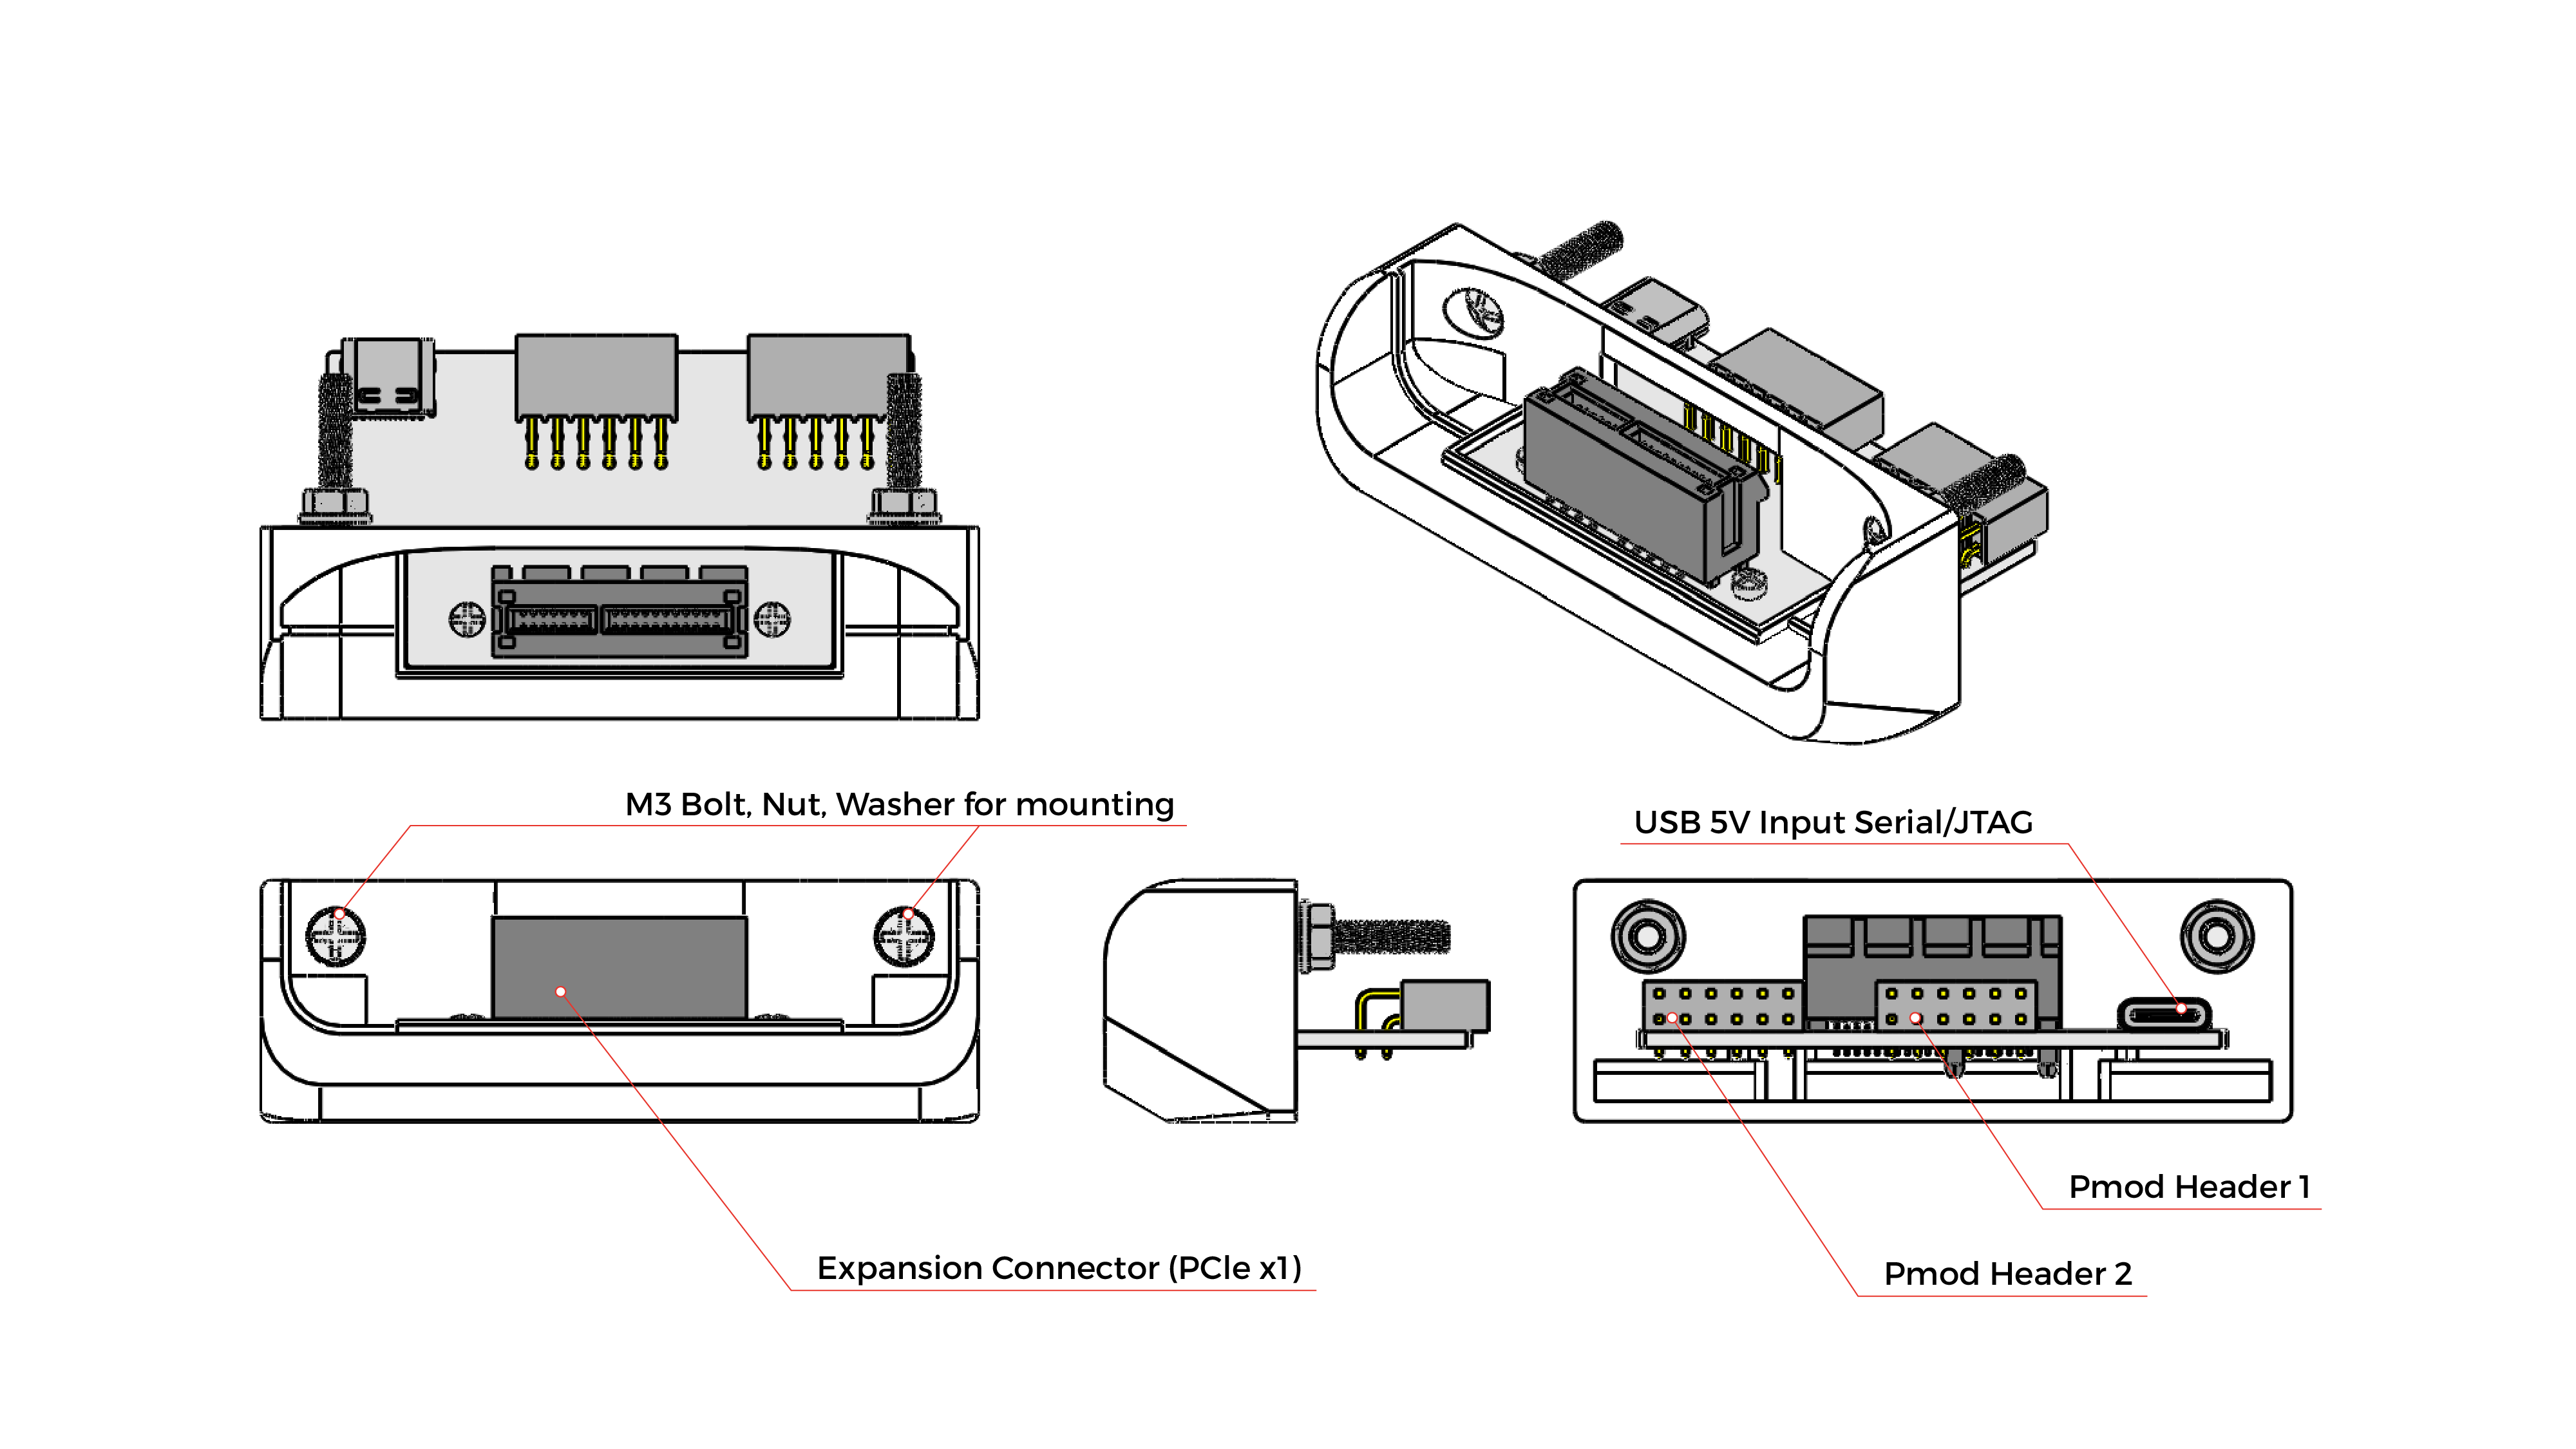 M3 Bolt, Nut, Washer for mounting
USB 5V Input Serial/JTAG
Pmod Header 1
Expansion Connector (PCIe x1)
Pmod Header 2